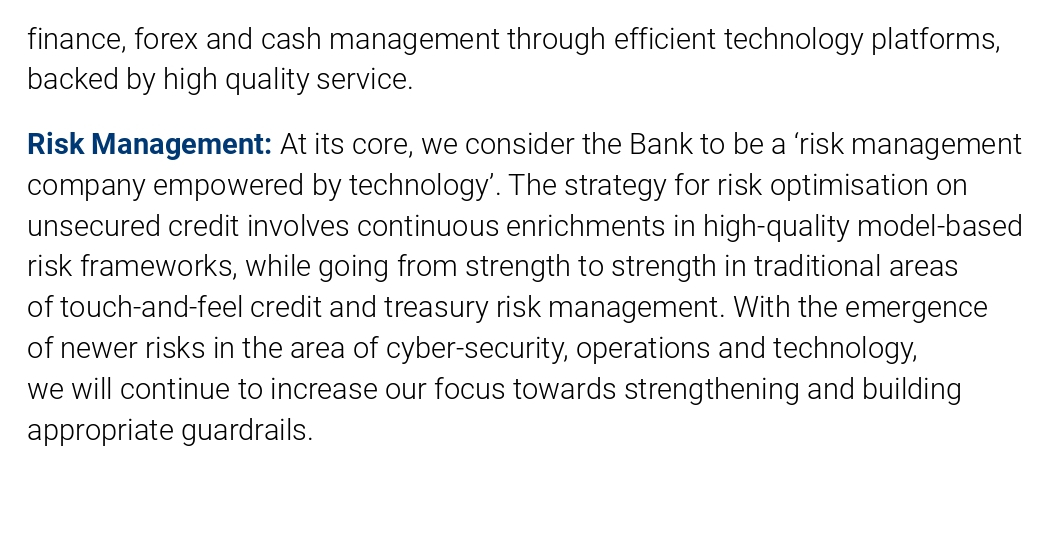 finance, forex and cash management through efficient technology platforms,
backed by high quality service.
Risk Management: At its core, we consider the Bank to be a ‘risk management
company empowered by technology’. The strategy for risk optimisation on
unsecured credit involves continuous enrichments in high-quality model-based
risk frameworks, while going from strength to strength in traditional areas
of touch-and-feel credit and treasury risk management. With the emergence
of newer risks in the area of cyber-security, operations and technology,
we will continue to increase our focus towards strengthening and building
appropriate guardrails.